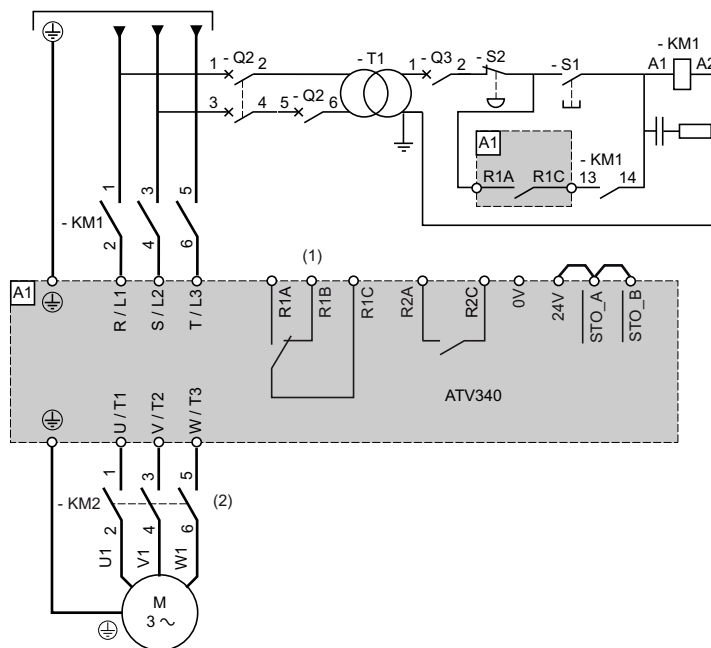 - Q2
1
2
- T1
1
- Q3
2
- S2
- S1
- KM1
A1
A2
3
4
5
- Q2
6
A1
R1A
R1C
- KM1
13
14
1
3
5
- KM1
2
4
6
(1)
A1
R / L1
S / L2
T / L3
R1A
R1B
R1C
R2A
R2C
0V
24V
STO_A
STO_B
ATV340
U / T1
V / T2
W / T3
1
3
5
- KM2
(2)
2
4
6
U1
V1
W1
M
3 ~